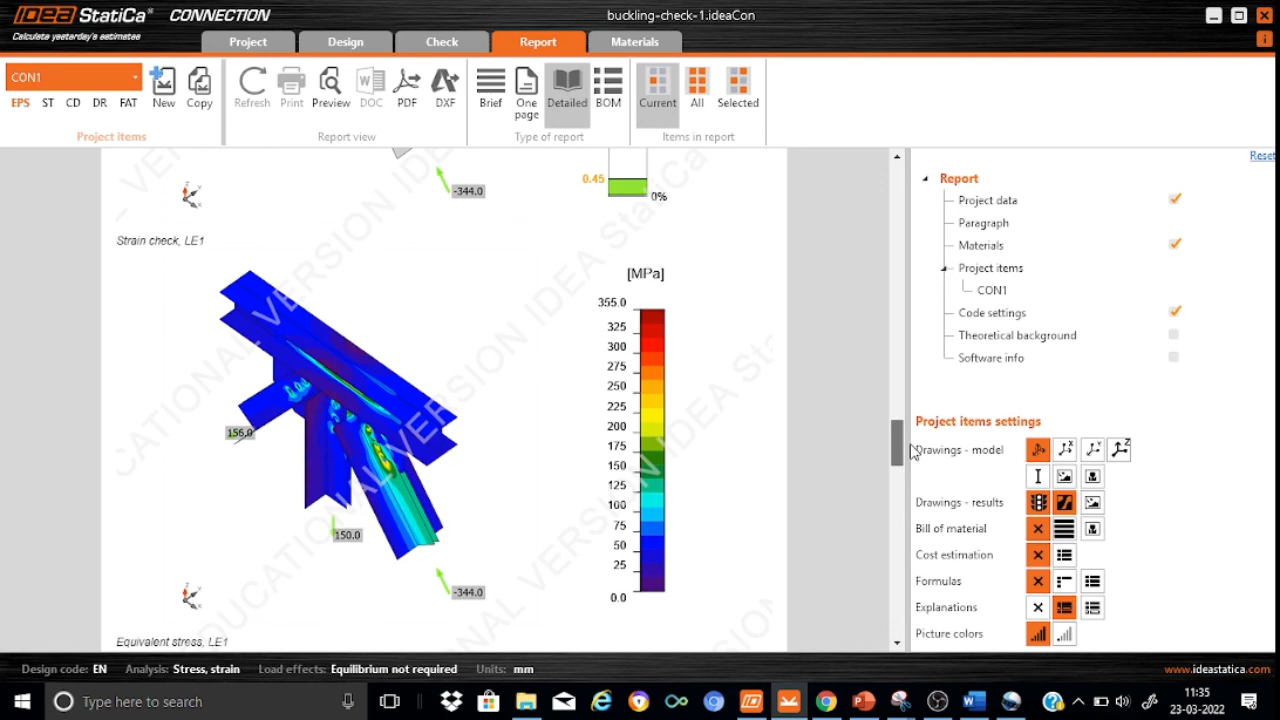 idea StatiCa® CONNECTION
Calculate yesterday's estimates
buckling-check-1.ideaCon
Project Design Check Report Materials
CON1
EPS ST CD DR FAT
New Copy
Refresh Print Preview DOC PDF DXF
Brief One page Detailed BOM
Current All Selected
Project items
Report view
Type of report
Items in report
-344.0
0.45
0%
Strain check, LE1
[MPa]
355.0
325
300
275
250
225
200
175
150
125
100
75
50
25
0.0
156.0
150.0
-344.0
Equivalent stress, LE1
Reset
Report
Project data
Paragraph
Materials
Project items
CON1
Code settings
Theoretical background
Software info
Project items settings
Drawings - model
Drawings - results
Bill of material
Cost estimation
Formulas
Explanations
Picture colors
Design code: EN Analysis: Stress, strain Load effects: Equilibrium not required Units: mm
www.ideastatica.com
Type here to search
11:35
23-03-2022